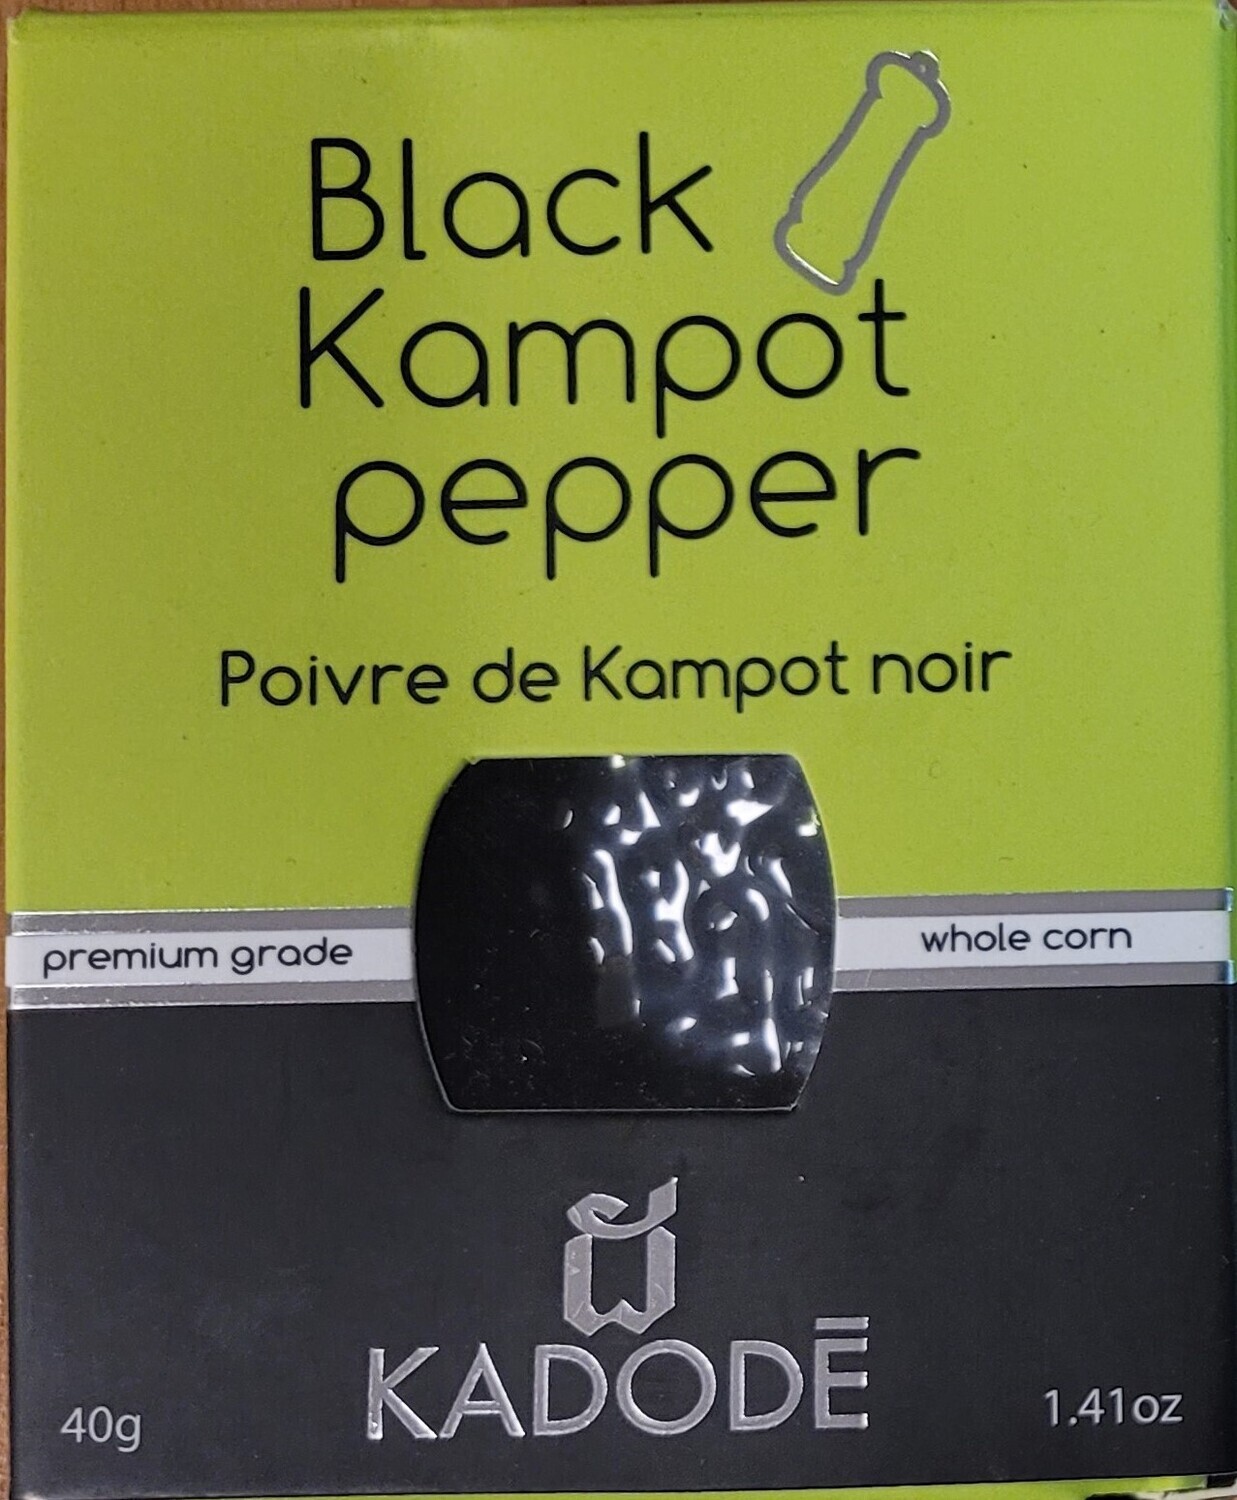 Black
Kampot
pepper
Poivre de Kampot noir
premium grade
whole corn
KADODĒ
40g
1.41oz